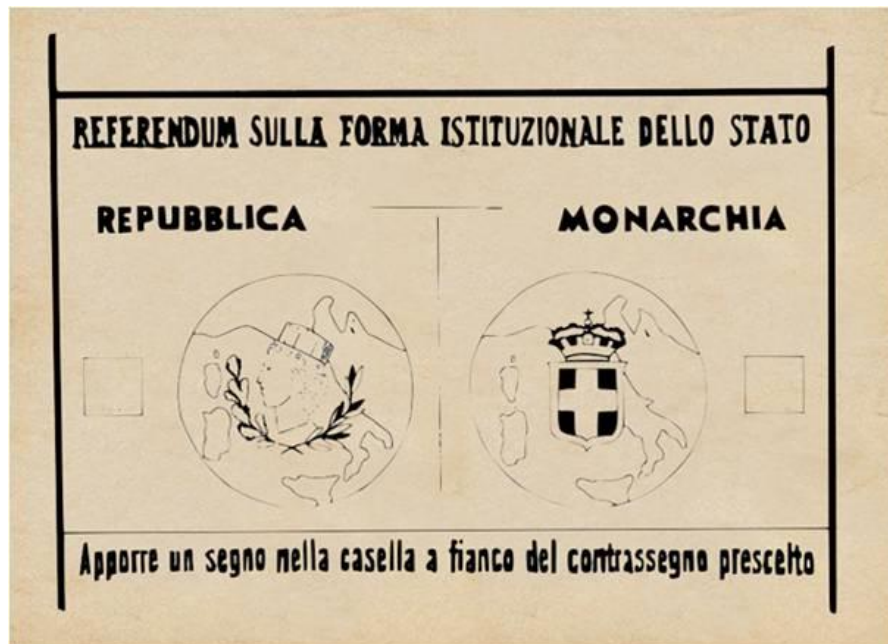 REFERENDUM SULLA FORMA ISTITUZIONALE DELLO STATO
REPUBBLICA
MONARCHIA
Apporre un segno nella casella a fianco del contrassegno prescelto